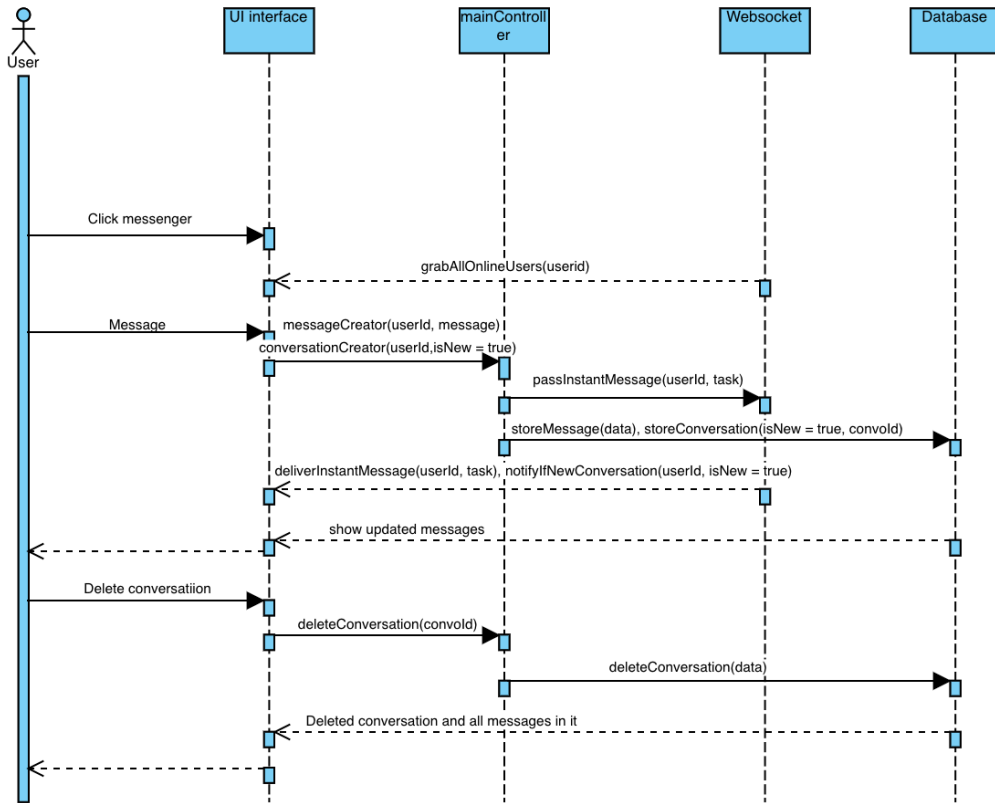 User
UI interface
mainControll
er
Websocket
Database
Click messenger
grabAllOnlineUsers(userid)
Message
messageCreator(userId, message)
conversationCreator(userId,isNew = true)
passInstantMessage(userId, task)
storeMessage(data), storeConversation(isNew = true, convoId)
deliverInstantMessage(userId, task), notifyIfNewConversation(userId, isNew = true)
show updated messages
Delete conversatiion
deleteConversation(convoId)
deleteConversation(data)
Deleted conversation and all messages in it